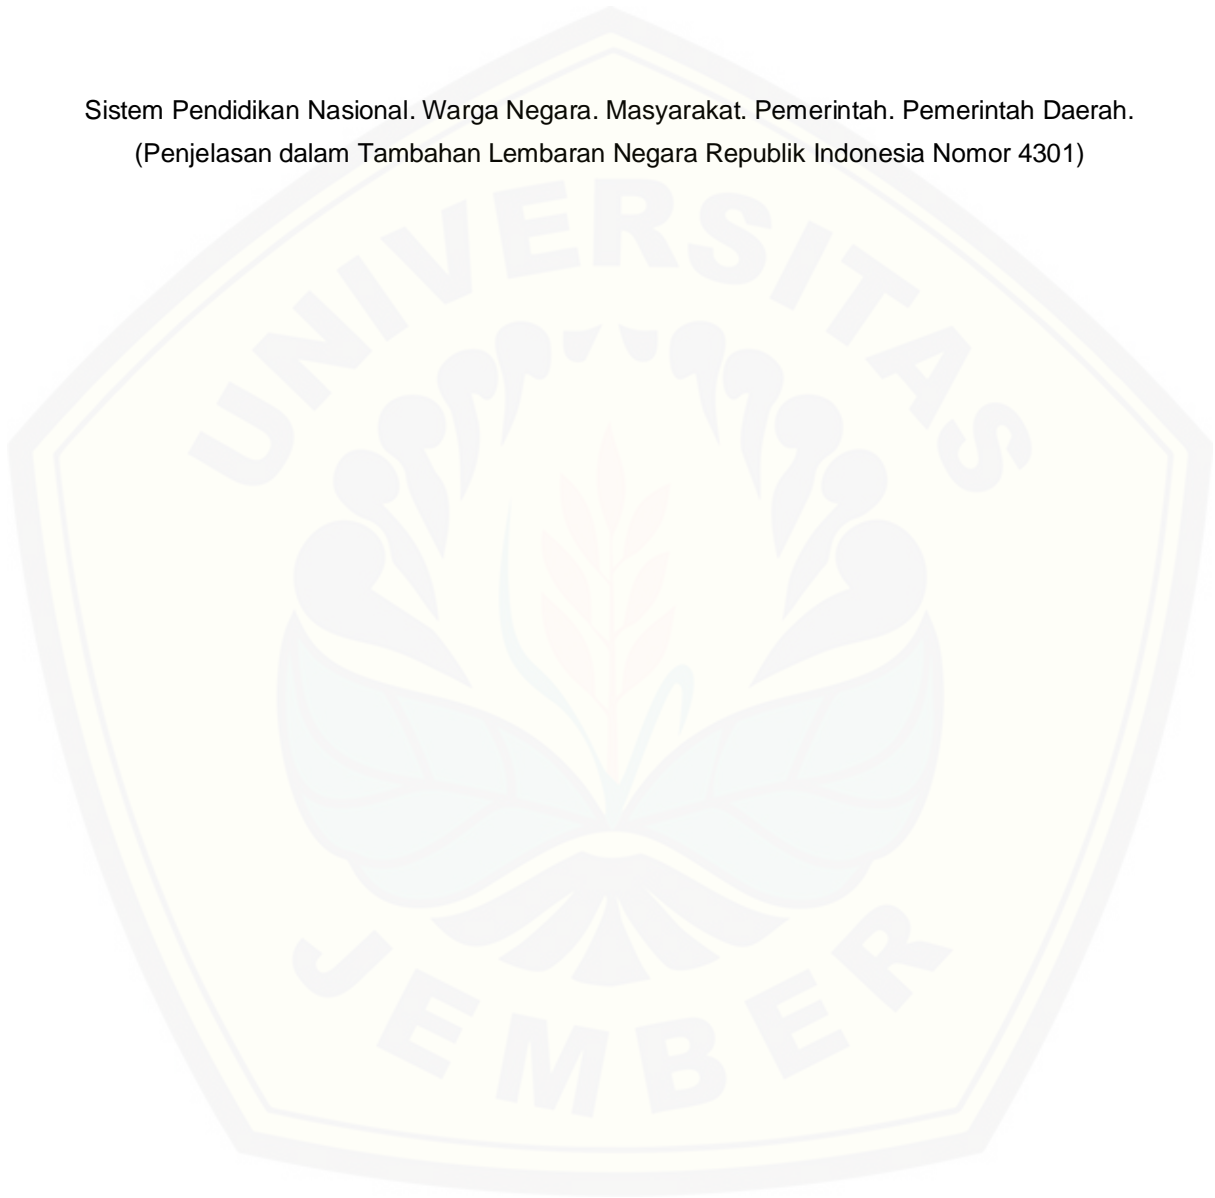 Sistem Pendidikan Nasional. Warga Negara. Masyarakat. Pemerintah. Pemerintah Daerah.
(Penjelasan dalam Tambahan Lembaran Negara Republik Indonesia Nomor 4301)
UNIVERSITAS
JEMBER